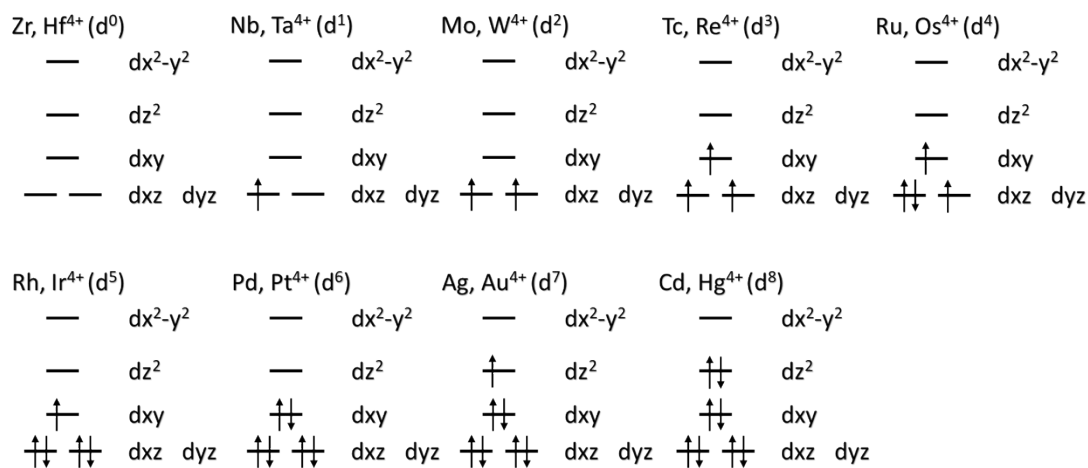 Zr, Hf⁴⁺ (d⁰) Nb, Ta⁴⁺ (d¹) Mo, W⁴⁺ (d²) Tc, Re⁴⁺ (d³) Ru, Os⁴⁺ (d⁴)
dx²-y² dx²-y² dx²-y² dx²-y² dx²-y²
dz² dz² dz² dz² dz²
dxy dxy dxy dxy dxy
dxz dyz dxz dyz dxz dyz dxz dyz dxz dyz
Rh, Ir⁴⁺ (d⁵) Pd, Pt⁴⁺ (d⁶) Ag, Au⁴⁺ (d⁷) Cd, Hg⁴⁺ (d⁸)
dx²-y² dx²-y² dx²-y² dx²-y²
dz² dz² dz² dz²
dxy dxy dxy dxy
dxz dyz dxz dyz dxz dyz dxz dyz